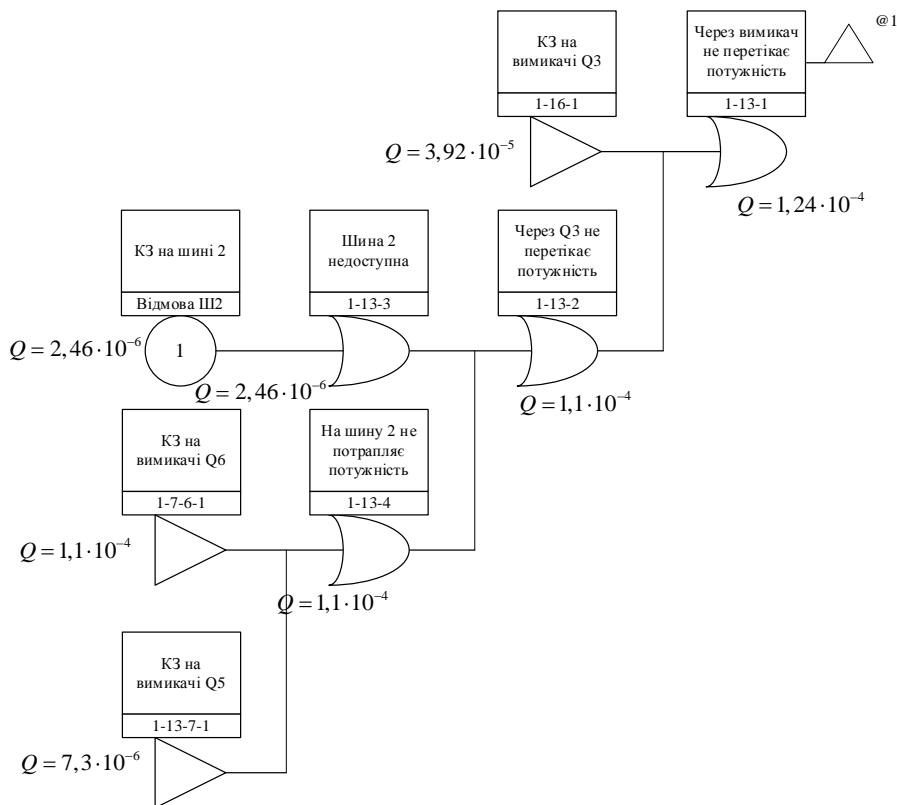 @1
КЗ на
вимикачі Q3
1-16-1
Q = 3,92·10⁻⁵
Через вимикач
не перетікає
потужність
1-13-1
Q = 1,24·10⁻⁴
КЗ на шині 2
Відмова Ш2
1
Q = 2,46·10⁻⁶
Шина 2
недоступна
1-13-3
Q = 2,46·10⁻⁶
Через Q3 не
перетікає
потужність
1-13-2
Q = 1,1·10⁻⁴
КЗ на
вимикачі Q6
1-7-6-1
Q = 1,1·10⁻⁴
На шину 2 не
потрапляє
потужність
1-13-4
Q = 1,1·10⁻⁴
КЗ на
вимикачі Q5
1-13-7-1
Q = 7,3·10⁻⁶